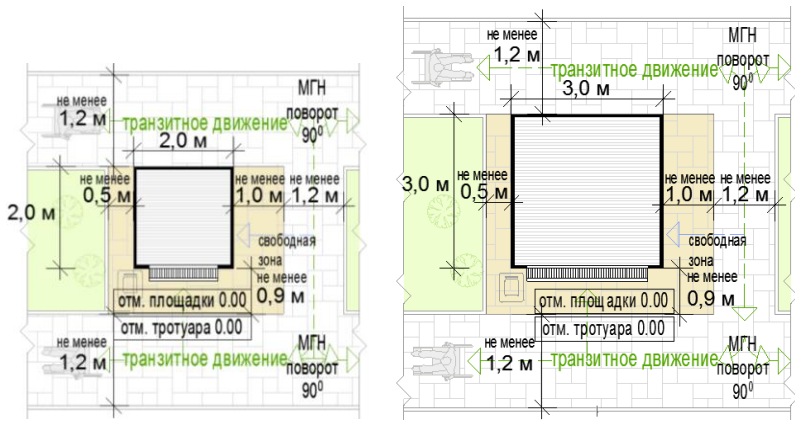 МГН
не менее
1,2 м
поворот
90⁰
транзитное движение
2,0 м
не менее
0,5 м
не менее
1,0 м
не менее
1,2 м
2,0 м
свободная
зона
не менее
0,9 м
отм. площадки 0.00
отм. тротуара 0.00
не менее
1,2 м
транзитное движение
МГН
поворот
90⁰
не менее
1,2 м
МГН
поворот
90⁰
транзитное движение
3,0 м
3,0 м
не менее
0,5 м
не менее
1,0 м
не менее
1,2 м
свободная
зона
не менее
0,9 м
отм. площадки 0.00
отм. тротуара 0.00
не менее
1,2 м
транзитное движение
МГН
поворот
90⁰